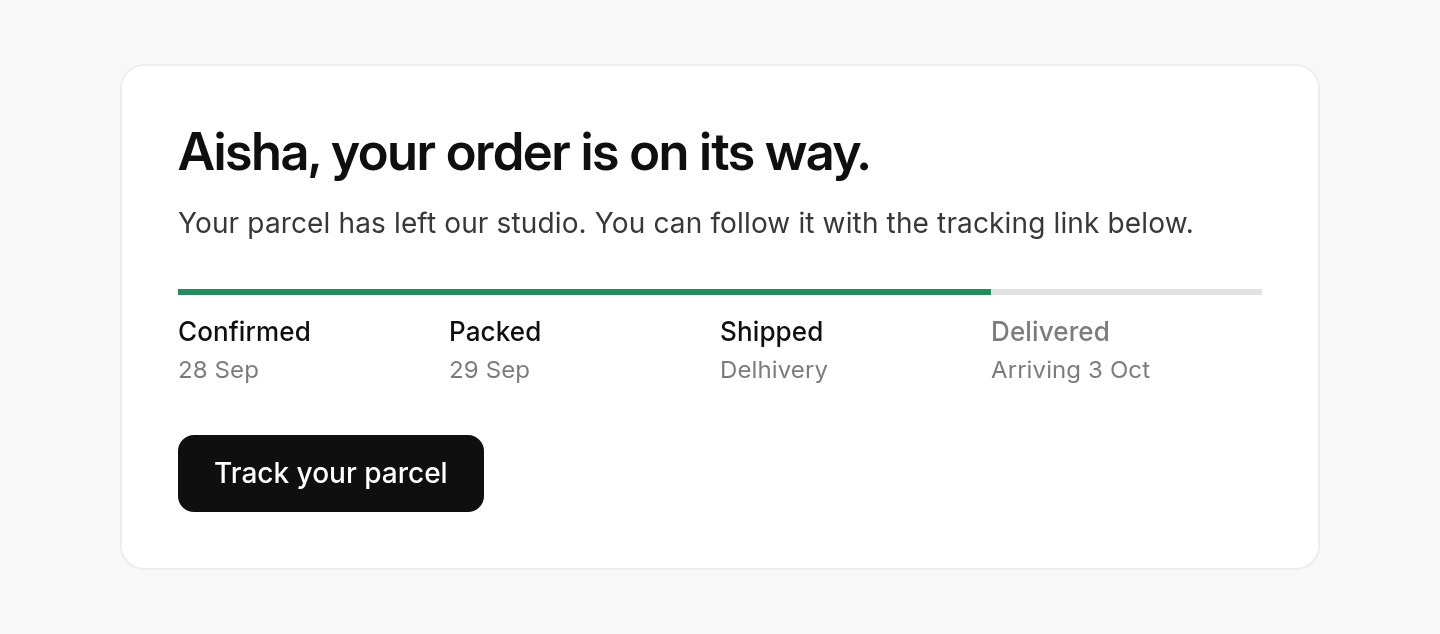 Aisha, your order is on its way.
Your parcel has left our studio. You can follow it with the tracking link below.
Confirmed Packed Shipped Delivered
28 Sep 29 Sep Delhivery Arriving 3 Oct
Track your parcel